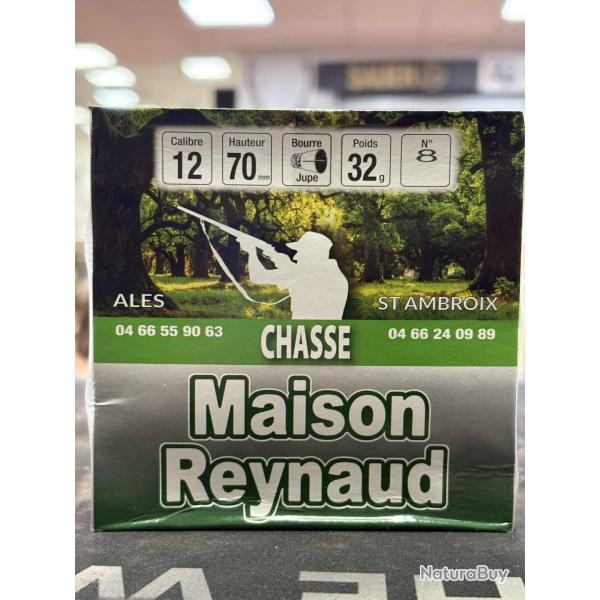 Calibre Hauteur Bourre Poids N°
12 70 mm Jupe 32 g 8
ALES ST AMBROIX
04 66 55 90 63 CHASSE 04 66 24 09 89
Maison
Reynaud
NaturaBuy